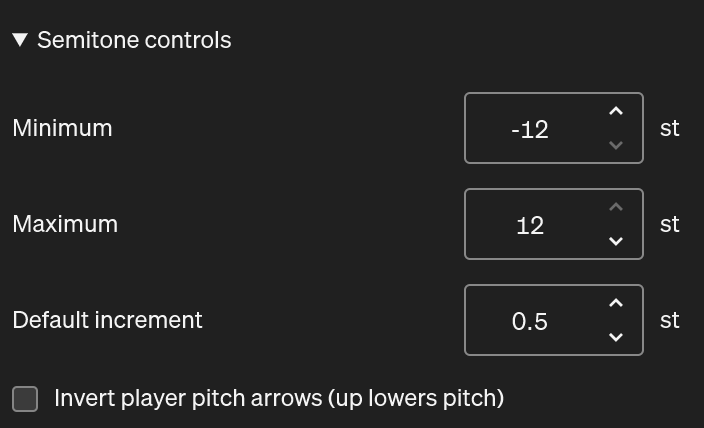 Semitone controls
Minimum -12 st
Maximum 12 st
Default increment 0.5 st
Invert player pitch arrows (up lowers pitch)